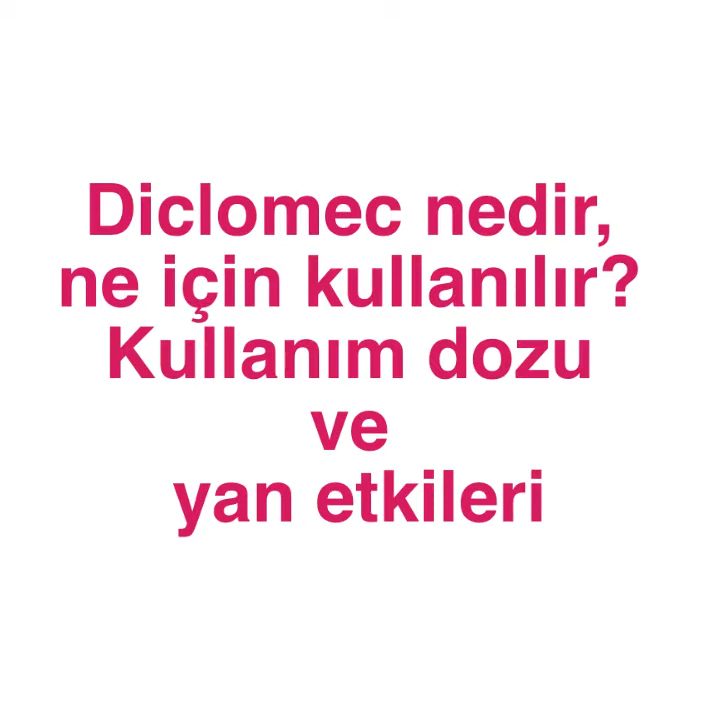 Diclomec nedir,
ne için kullanılır?
Kullanım dozu
ve
yan etkileri